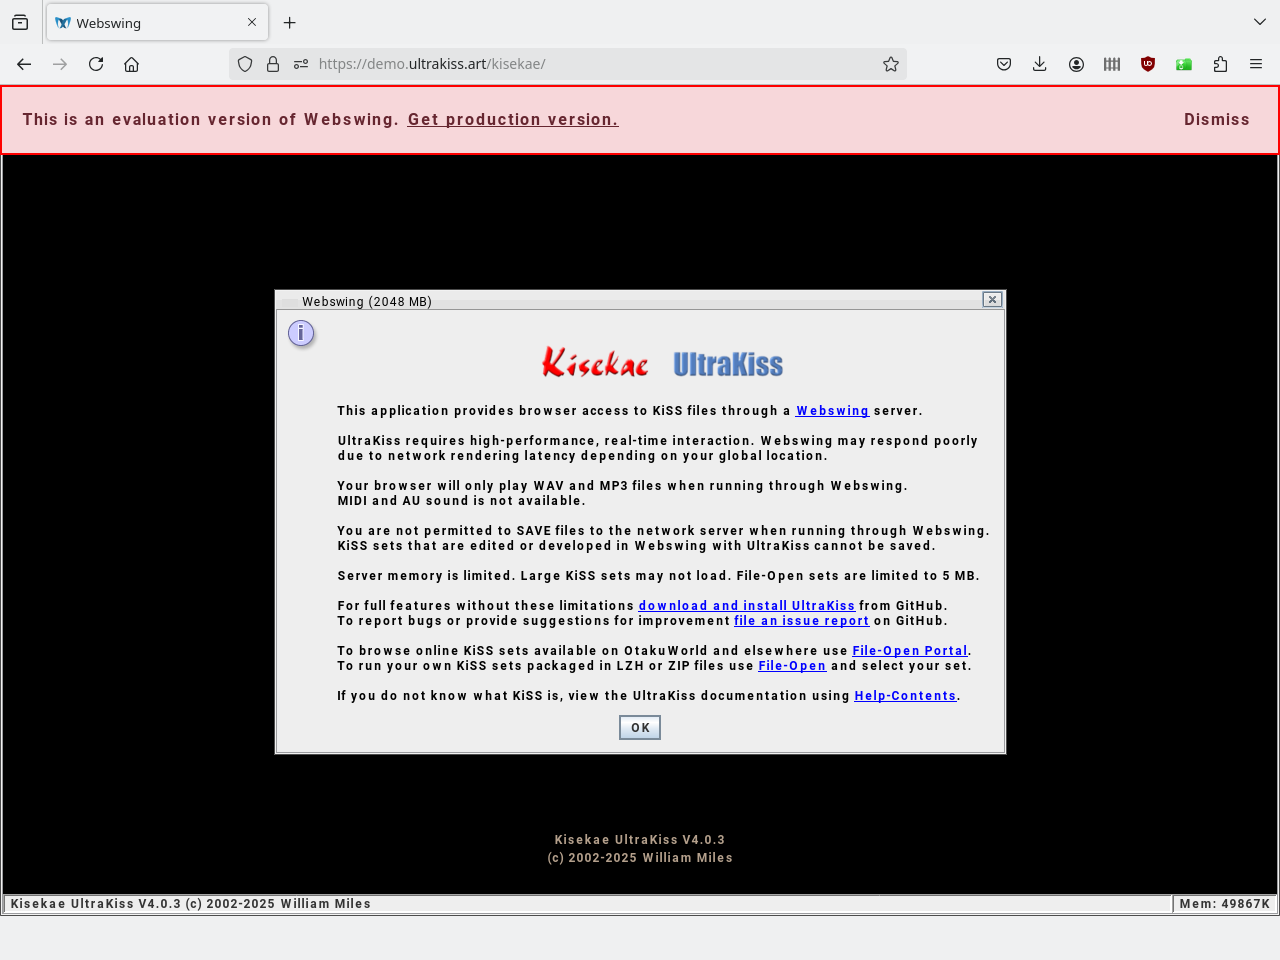 Webswing
https://demo.ultrakiss.art/kisekae/
This is an evaluation version of Webswing. Get production version.
Dismiss
Webswing (2048 MB)
i
Kisekae UltraKiss
This application provides browser access to KiSS files through a Webswing server.
UltraKiss requires high-performance, real-time interaction. Webswing may respond poorly
due to network rendering latency depending on your global location.
Your browser will only play WAV and MP3 files when running through Webswing.
MIDI and AU sound is not available.
You are not permitted to SAVE files to the network server when running through Webswing.
KiSS sets that are edited or developed in Webswing with UltraKiss cannot be saved.
Server memory is limited. Large KiSS sets may not load. File-Open sets are limited to 5 MB.
For full features without these limitations download and install UltraKiss from GitHub.
To report bugs or provide suggestions for improvement file an issue report on GitHub.
To browse online KiSS sets available on OtakuWorld and elsewhere use File-Open Portal.
To run your own KiSS sets packaged in LZH or ZIP files use File-Open and select your set.
If you do not know what KiSS is, view the UltraKiss documentation using Help-Contents.
OK
Kisekae UltraKiss V4.0.3
(c) 2002-2025 William Miles
Kisekae UltraKiss V4.0.3 (c) 2002-2025 William Miles
Mem: 49867K